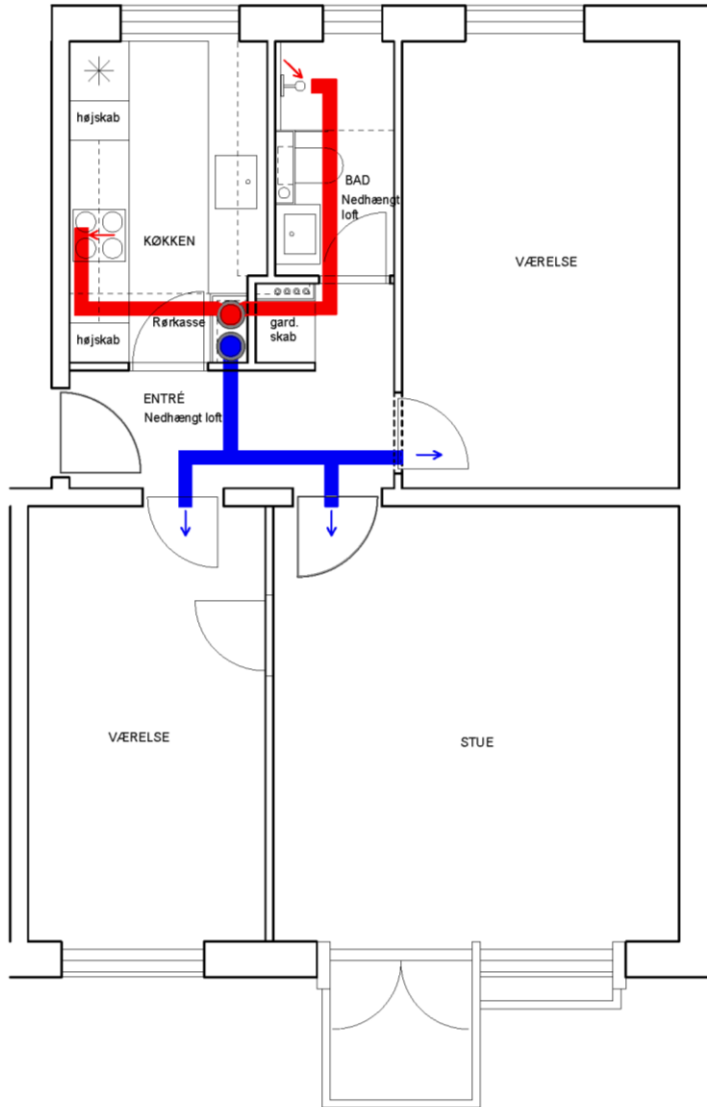 højskab
BAD
Nedhængt
loft
KØKKEN
VÆRELSE
Rørkasse
gard.
skab
højskab
ENTRÉ
Nedhængt loft
VÆRELSE
STUE